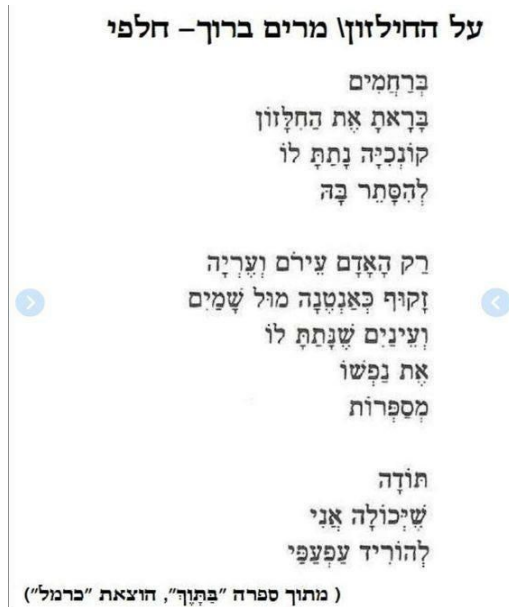 על החילזון\ מרים ברוך– חלפי
בְּרַחֲמִים
בָּרָאתָ אֶת הַחִלָּזוֹן
קוֹנְכִיָּה נָתַתָּ לוֹ
לְהִסָּתֵר בָּהּ
רַק הָאָדָם עֵירֹם וְעֶרְיָה
זָקוּף כְּאַנְטֶנָה מוּל שָׁמַיִם
וְעֵינַיִם שֶׁנָּתַתָּ לוֹ
אֶת נַפְשׁוֹ
מְסַפְּרוֹת
תּוֹדָה
שֶׁיְּכוֹלָה אֲנִי
לְהוֹרִיד עַפְעַפַּי
( מתוך ספרה "בַּתָּוֶךְ", הוצאת "כרמל")